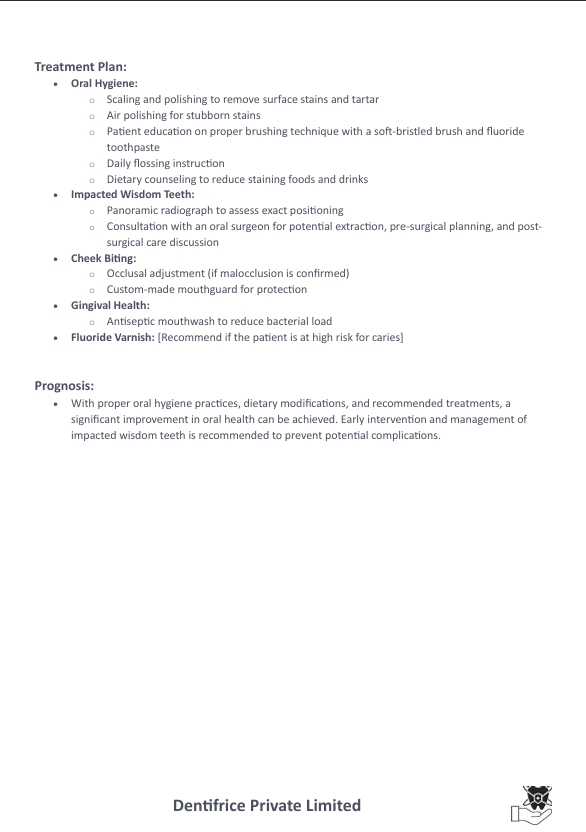 Treatment Plan:
• Oral Hygiene:
o Scaling and polishing to remove surface stains and tartar
o Air polishing for stubborn stains
o Patient education on proper brushing technique with a soft-bristled brush and fluoride
toothpaste
o Daily flossing instruction
o Dietary counseling to reduce staining foods and drinks
• Impacted Wisdom Teeth:
o Panoramic radiograph to assess exact positioning
o Consultation with an oral surgeon for potential extraction, pre-surgical planning, and post-
surgical care discussion
• Cheek Biting:
o Occlusal adjustment (if malocclusion is confirmed)
o Custom-made mouthguard for protection
• Gingival Health:
o Antiseptic mouthwash to reduce bacterial load
• Fluoride Varnish: [Recommend if the patient is at high risk for caries]
Prognosis:
• With proper oral hygiene practices, dietary modifications, and recommended treatments, a
significant improvement in oral health can be achieved. Early intervention and management of
impacted wisdom teeth is recommended to prevent potential complications.
Dentifrice Private Limited